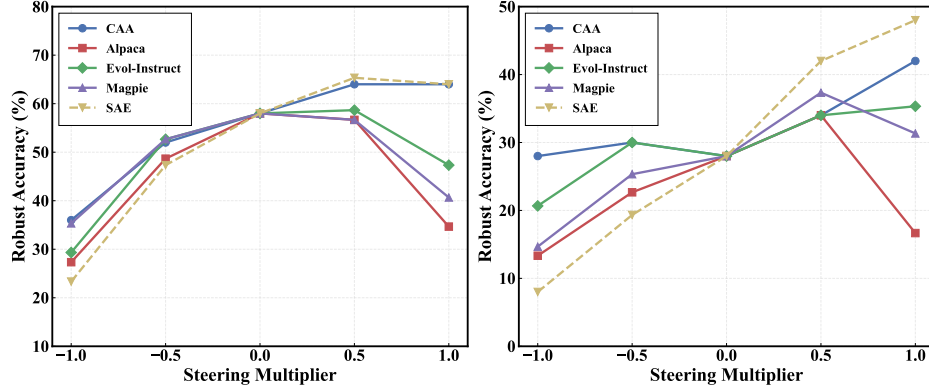 80
70
60
50
40
30
20
10
Robust Accuracy (%)
CAA
Alpaca
Evol-Instruct
Magpie
SAE
−1.0
−0.5
0.0
0.5
1.0
Steering Multiplier
50
40
30
20
10
0
Robust Accuracy (%)
CAA
Alpaca
Evol-Instruct
Magpie
SAE
−1.0
−0.5
0.0
0.5
1.0
Steering Multiplier